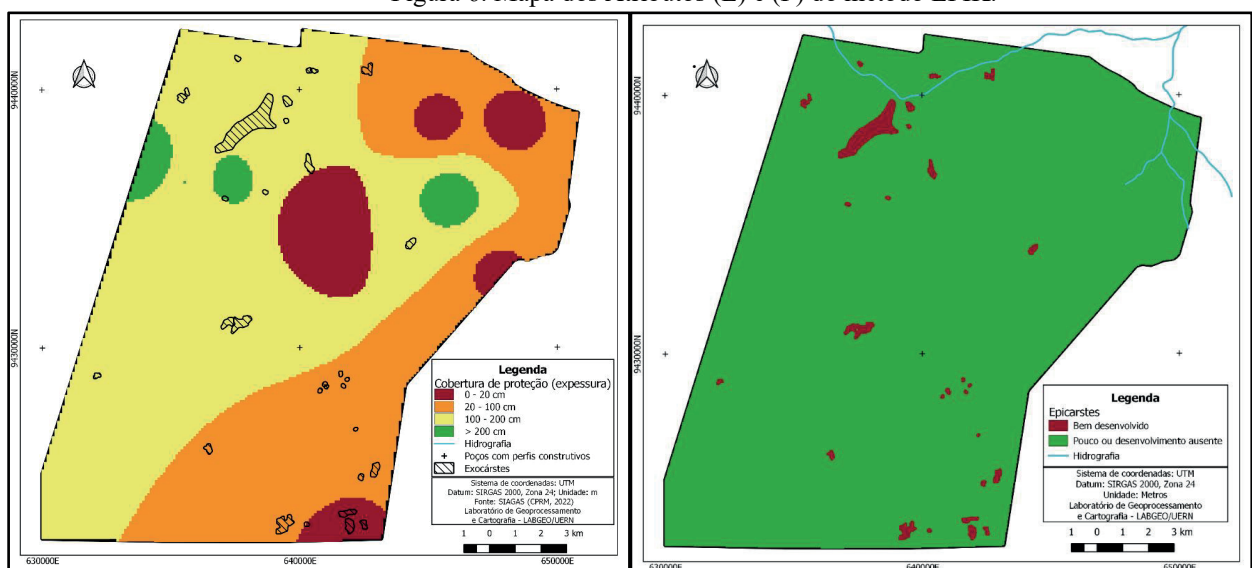 9440000N
9430000N
630000E
640000E
650000E
Legenda
Cobertura de proteção (expessura)
0 - 20 cm
20 - 100 cm
100 - 200 cm
> 200 cm
Hidrografia
Poços com perfis construtivos
Exocárstes
Sistema de coordenadas: UTM
Datum: SIRGAS 2000, Zona 24; Unidade: m
Fonte: SIAGAS (CPRM, 2022)
Laboratório de Geoprocessamento
e Cartografia - LABGEO/UERN
1 0 1 2 3 km
9440000N
9430000N
630000E
640000E
650000E
Legenda
Epicarstes
Bem desenvolvido
Pouco ou desenvolvimento ausente
Hidrografia
Sistema de coordenadas: UTM
Datum: SIRGAS 2000, Zona 24
Unidade: Metros
Laboratório de Geoprocessamento
e Cartografia - LABGEO/UERN
1 0 1 2 3 km